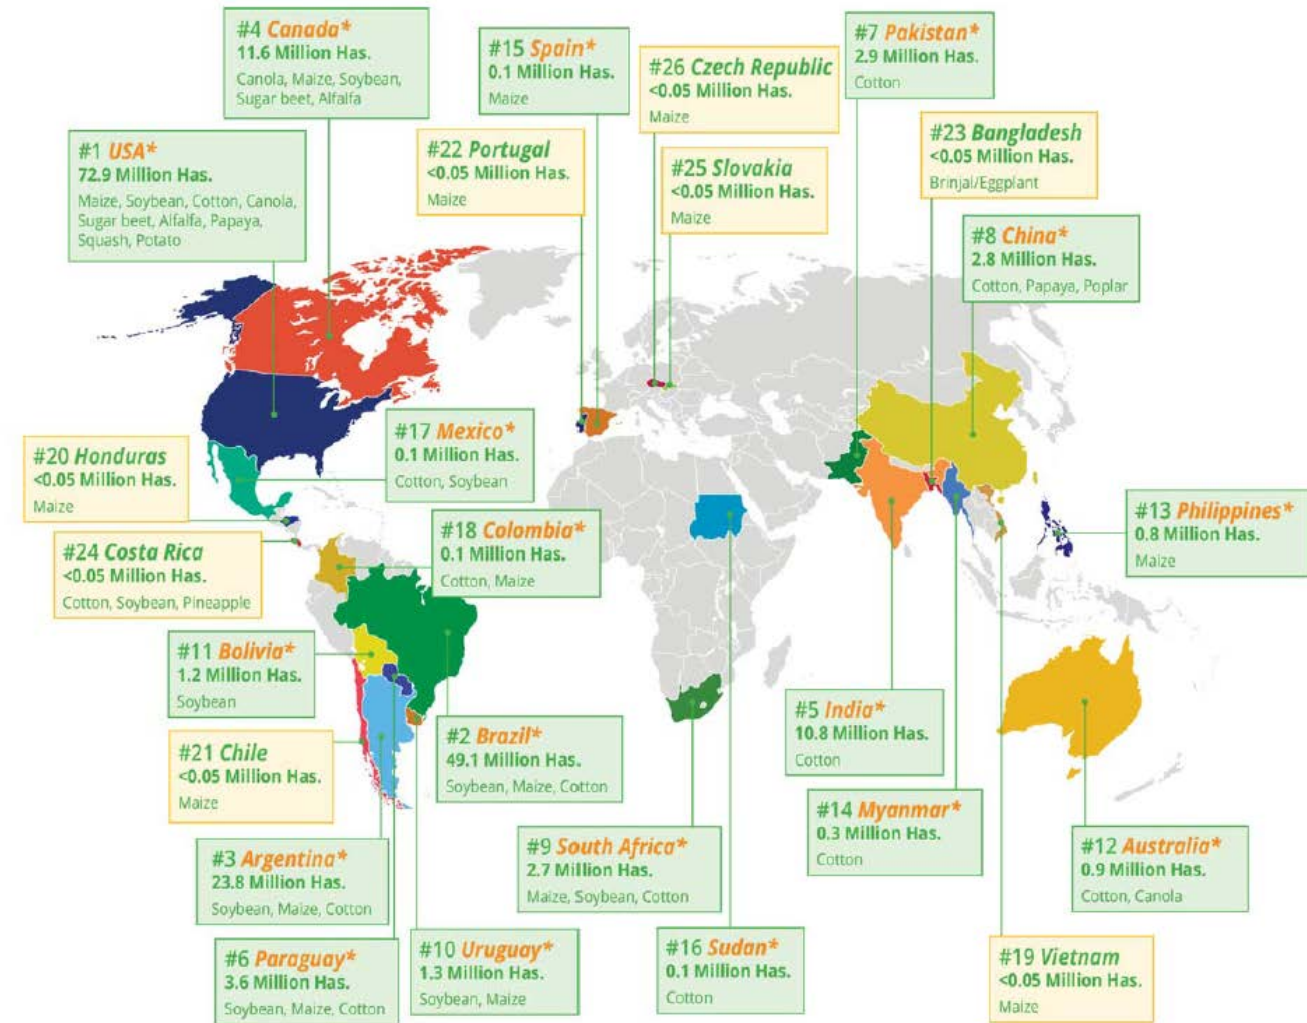 #4 Canada*
11.6 Million Has.
Canola, Maize, Soybean,
Sugar beet, Alfalfa
#15 Spain*
0.1 Million Has.
Maize
#26 Czech Republic
<0.05 Million Has.
Maize
#7 Pakistan*
2.9 Million Has.
Cotton
#1 USA*
72.9 Million Has.
Maize, Soybean, Cotton, Canola,
Sugar beet, Alfalfa, Papaya,
Squash, Potato
#22 Portugal
<0.05 Million Has.
Maize
#25 Slovakia
<0.05 Million Has.
Maize
#23 Bangladesh
<0.05 Million Has.
Brinjal/Eggplant
#8 China*
2.8 Million Has.
Cotton, Papaya, Poplar
#17 Mexico*
0.1 Million Has.
Cotton, Soybean
#20 Honduras
<0.05 Million Has.
Maize
#18 Colombia*
0.1 Million Has.
Cotton, Maize
#13 Philippines*
0.8 Million Has.
Maize
#24 Costa Rica
<0.05 Million Has.
Cotton, Soybean, Pineapple
#11 Bolivia*
1.2 Million Has.
Soybean
#5 India*
10.8 Million Has.
Cotton
#2 Brazil*
49.1 Million Has.
Soybean, Maize, Cotton
#21 Chile
<0.05 Million Has.
Maize
#14 Myanmar*
0.3 Million Has.
Cotton
#3 Argentina*
23.8 Million Has.
Soybean, Maize, Cotton
#9 South Africa*
2.7 Million Has.
Maize, Soybean, Cotton
#12 Australia*
0.9 Million Has.
Cotton, Canola
#6 Paraguay*
3.6 Million Has.
Soybean, Maize, Cotton
#10 Uruguay*
1.3 Million Has.
Soybean, Maize
#16 Sudan*
0.1 Million Has.
Cotton
#19 Vietnam
<0.05 Million Has.
Maize